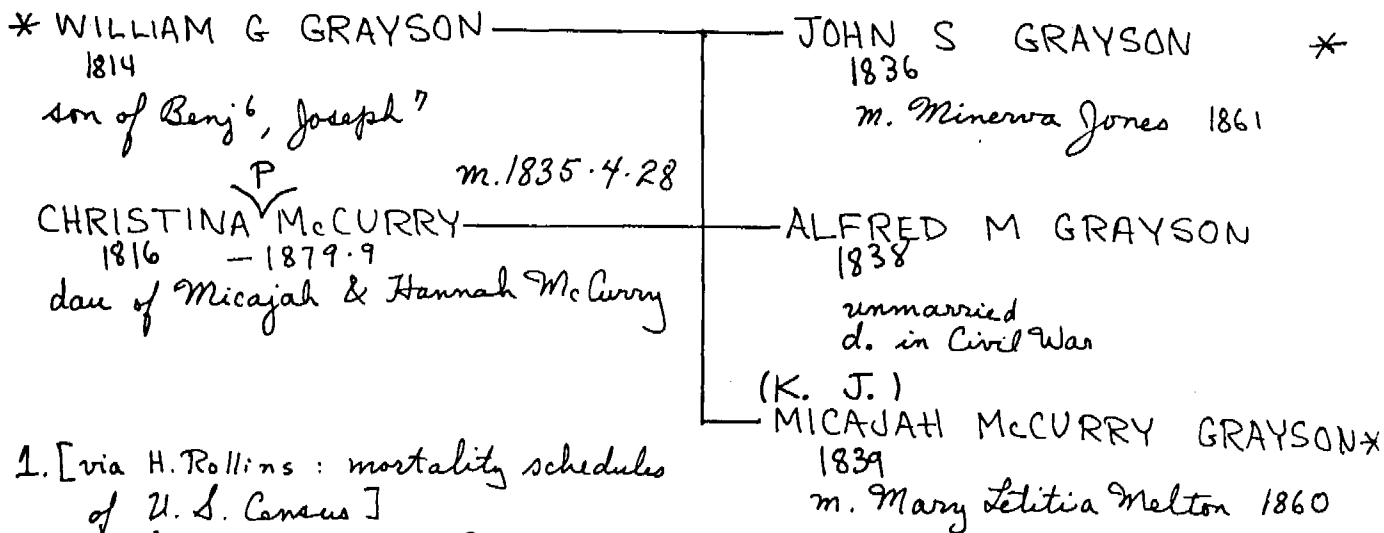 * WILLIAM G GRAYSON
1814
son of Benj⁶, Joseph⁷
m. 1835.4.28
P
CHRISTINA McCURRY
1816 – 1879.9
dau of Micajah & Hannah McCurry
1. [via H. Rollins: mortality schedules
of U. S. Census]
JOHN S GRAYSON *
1836
m. Minerva Jones 1861
ALFRED M GRAYSON
1838
unmarried
d. in Civil War
(K. J.)
MICAJAH McCURRY GRAYSON*
1839
m. Mary Letitia Melton 1860